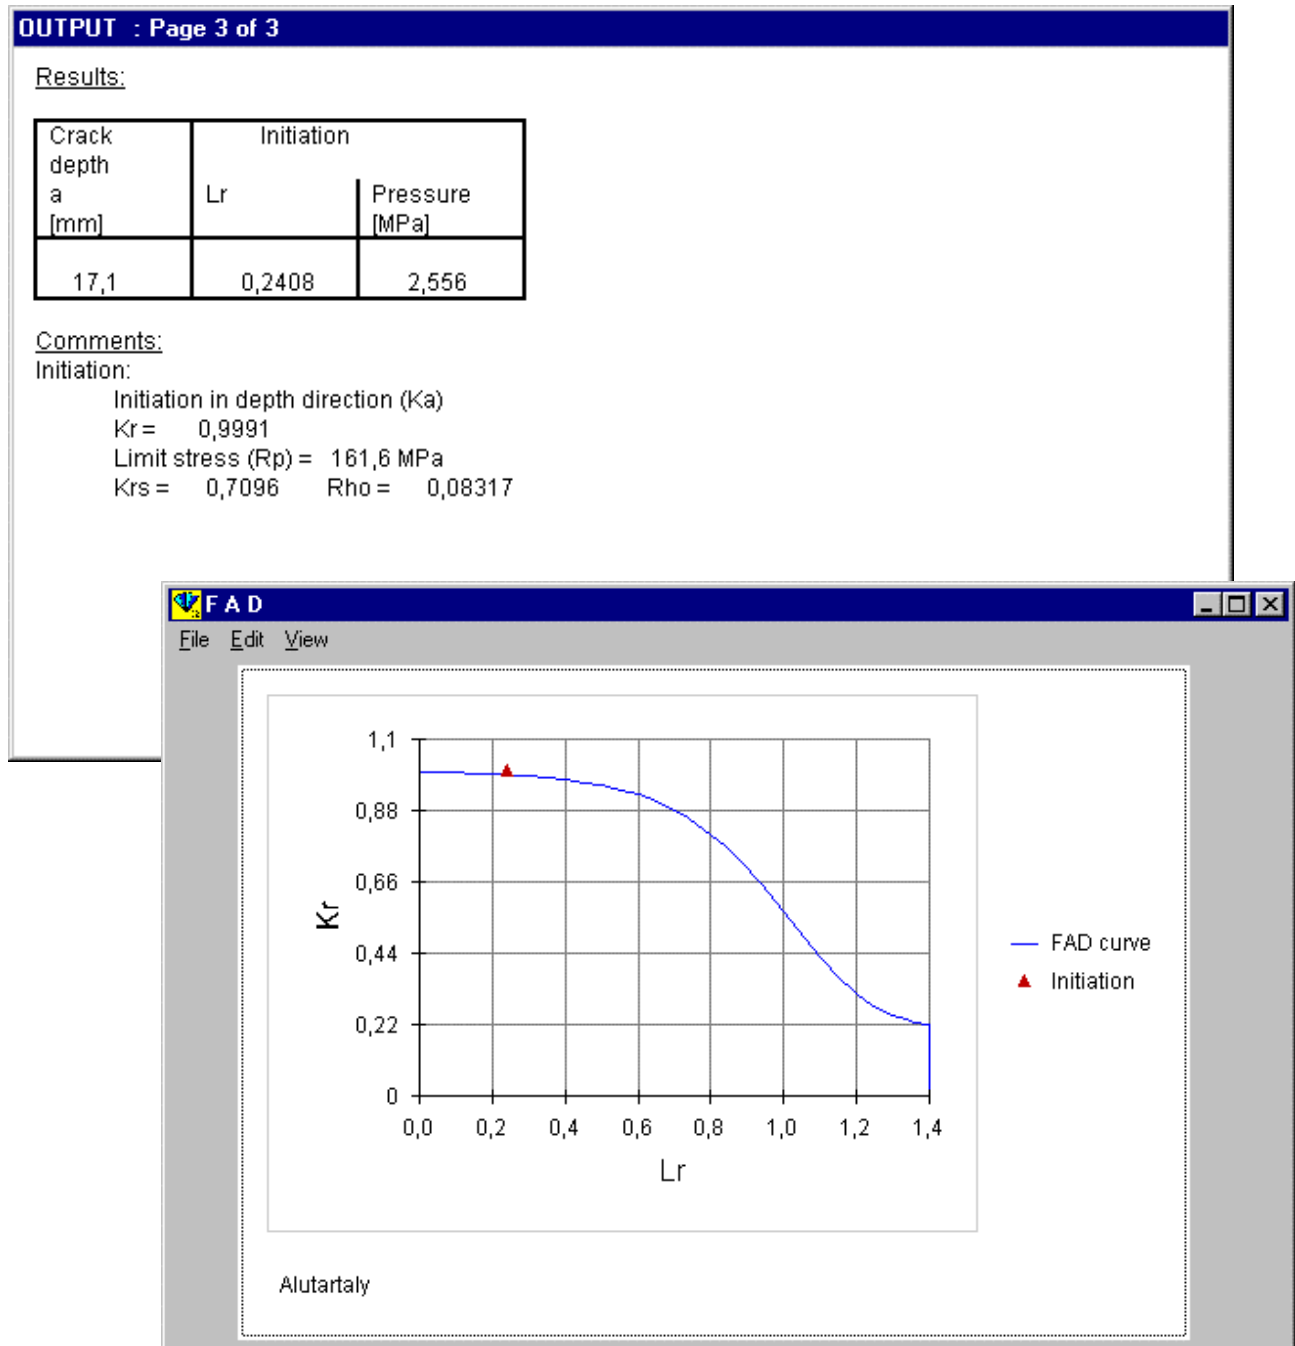 OUTPUT : Page 3 of 3
Results:
Crack depth a [mm]
Initiation
Lr
Pressure [MPa]
17,1 0,2408 2,556
Comments:
Initiation:
Initiation in depth direction (Ka)
Kr = 0,9991
Limit stress (Rp) = 161,6 MPa
Krs = 0,7096 Rho = 0,08317
F A D
File Edit View
1,1
0,88
0,66
0,44
0,22
0
Kr
0,0 0,2 0,4 0,6 0,8 1,0 1,2 1,4
Lr
FAD curve
Initiation
Alutartaly